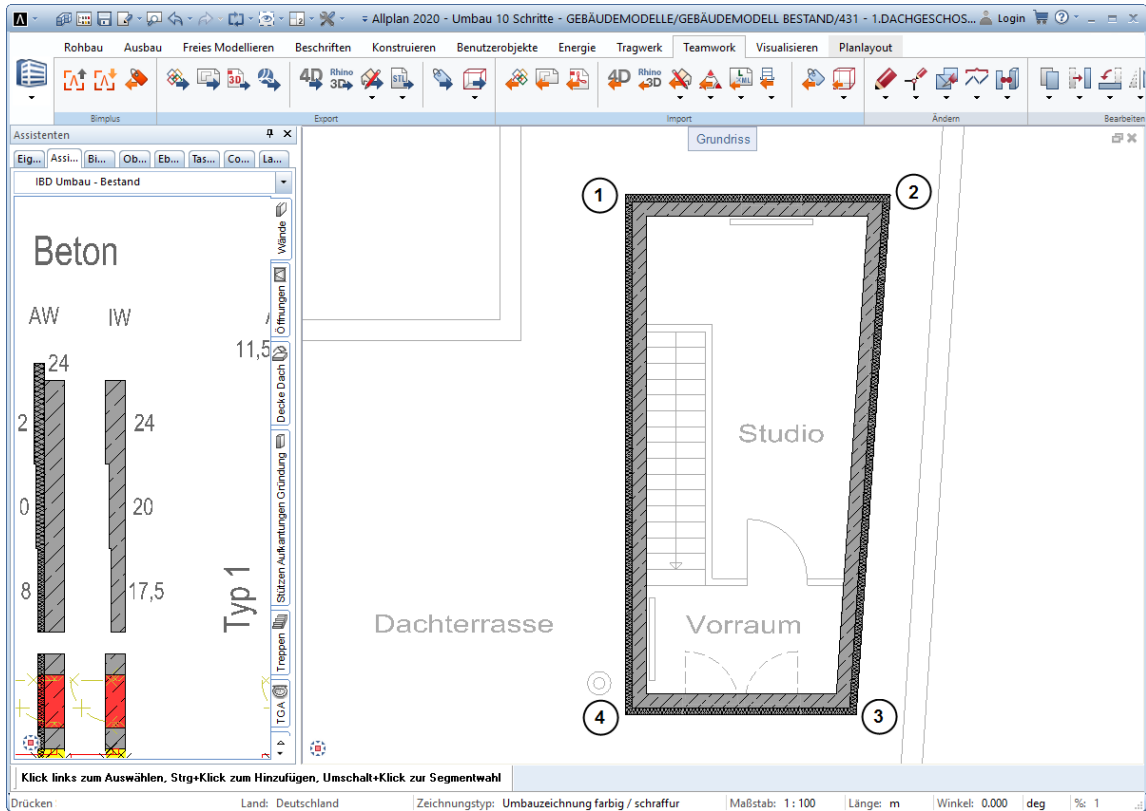 Allplan 2020 - Umbau 10 Schritte - GEBÄUDEMODELLE/GEBÄUDEMODELL BESTAND/431 - 1.DACHGESCHOS...
Login
Rohbau Ausbau Freies Modellieren Beschriften Konstruieren Benutzerobjekte Energie Tragwerk Teamwork Visualisieren Planlayout
3D 4D Rhino 3D STL 4D Rhino 3D
Bimplus Export Import Ändern Bearbeiten
Assistenten
Grundriss
Eig... Assi... Bi... Ob... Eb... Tas... Co... La...
IBD Umbau - Bestand
Wände
Öffnungen
Decke Dach
Stützen Aufkantungen Gründung
Treppen
TGA
Beton
AW IW
11,5
24
2 24
0 20
8 17,5
Typ 1
1
2
Studio
Dachterrasse
Vorraum
4
3
Klick links zum Auswählen, Strg+Klick zum Hinzufügen, Umschalt+Klick zur Segmentwahl
Drücken Land: Deutschland Zeichnungstyp: Umbauzeichnung farbig / schraffur Maßstab: 1 : 100 Länge: m Winkel: 0.000 deg %: 1